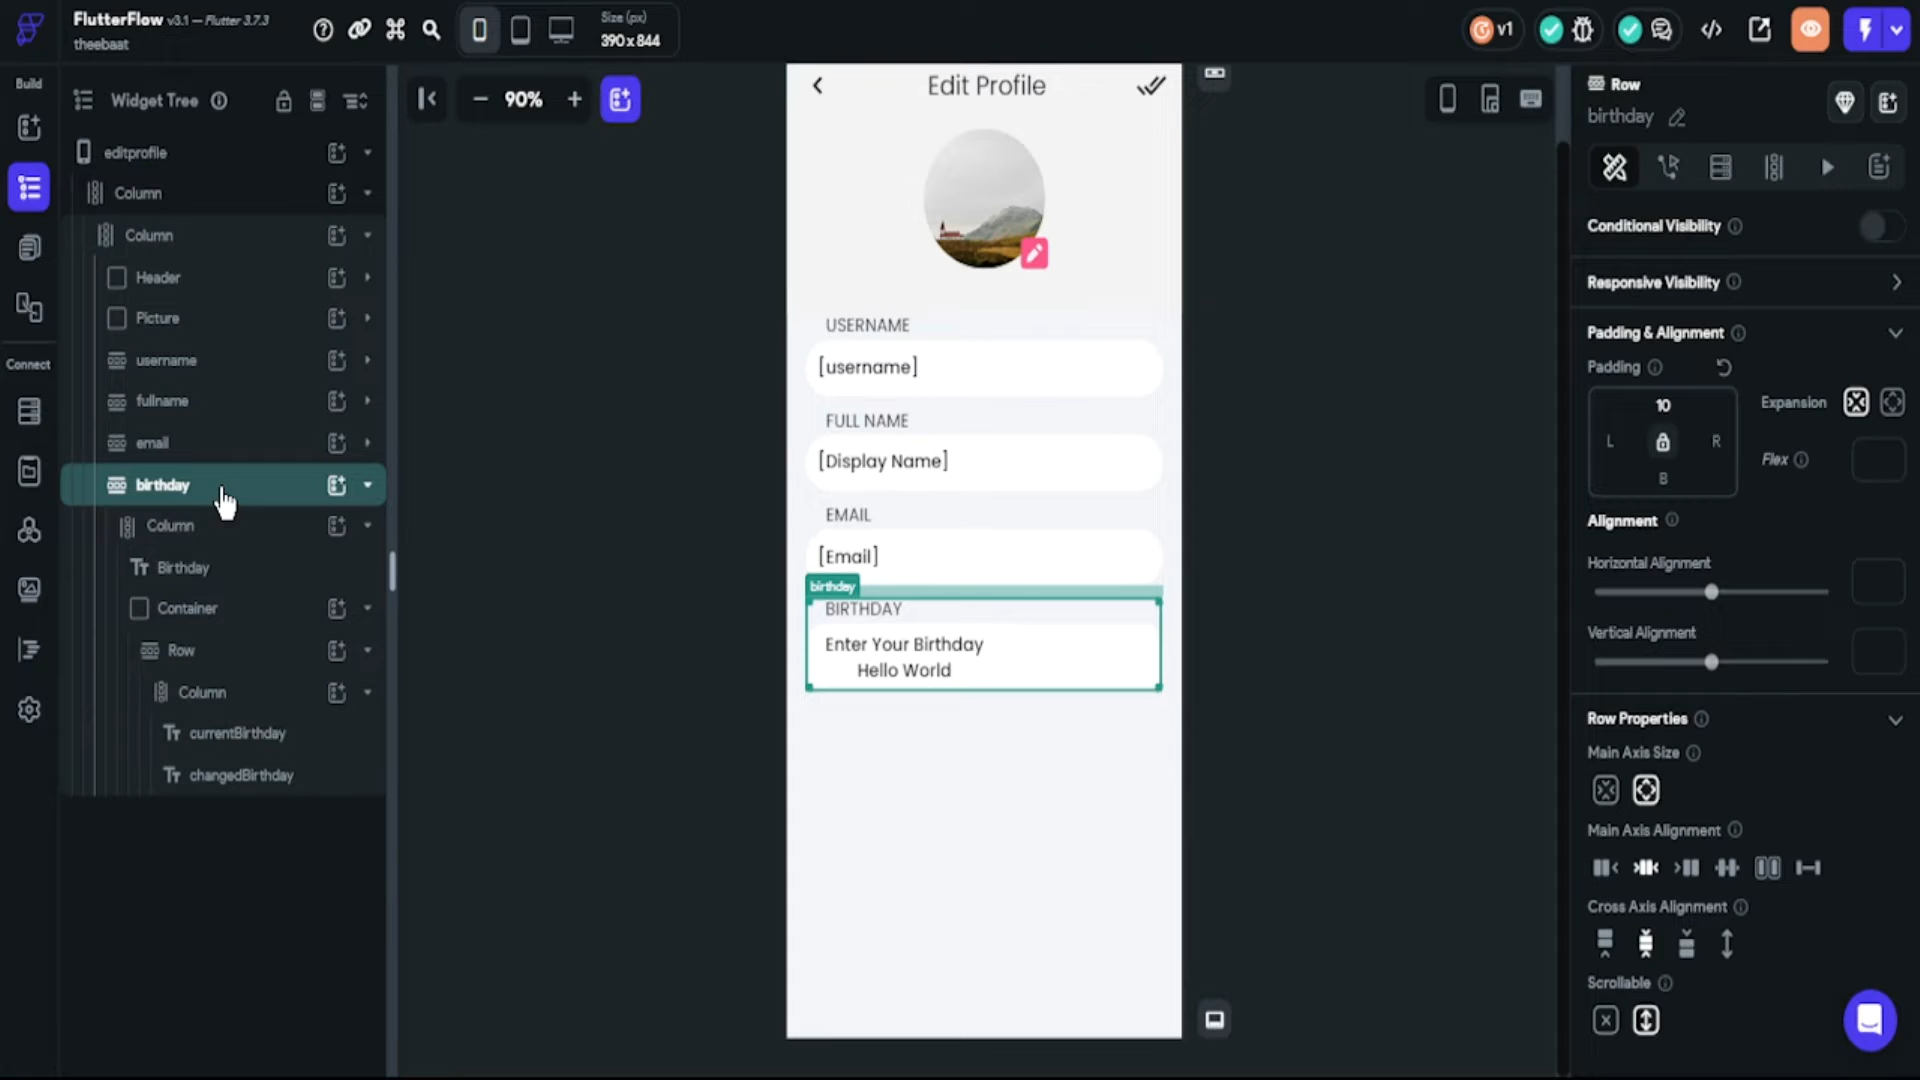 FlutterFlow v3.1 — Flutter 3.7.3
theebaat
Size (px)
390 x 844
v1
Build
Connect
Widget Tree
editprofile
Column
Column
Header
Picture
username
fullname
email
birthday
Column
Birthday
Container
Row
Column
currentBirthday
changedBirthday
90%
Edit Profile
USERNAME
[username]
FULL NAME
[Display Name]
EMAIL
[Email]
birthday
BIRTHDAY
Enter Your Birthday
Hello World
Row
birthday
Conditional Visibility
Responsive Visibility
Padding & Alignment
Padding
10
L
R
B
Expansion
Flex
Alignment
Horizontal Alignment
Vertical Alignment
Row Properties
Main Axis Size
Main Axis Alignment
Cross Axis Alignment
Scrollable